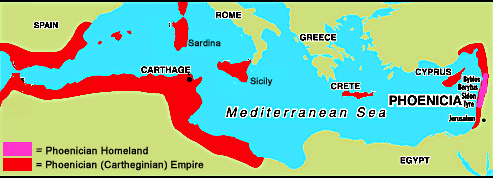 SPAIN
ROME
Sardina
GREECE
CARTHAGE
Sicily
CRETE
CYPRUS
Byblos
Berytus
Sidon
Tyre
PHOENICIA
Mediterranean Sea
Jerusalem
EGYPT
= Phoenician Homeland
= Phoenician (Cartheginian) Empire